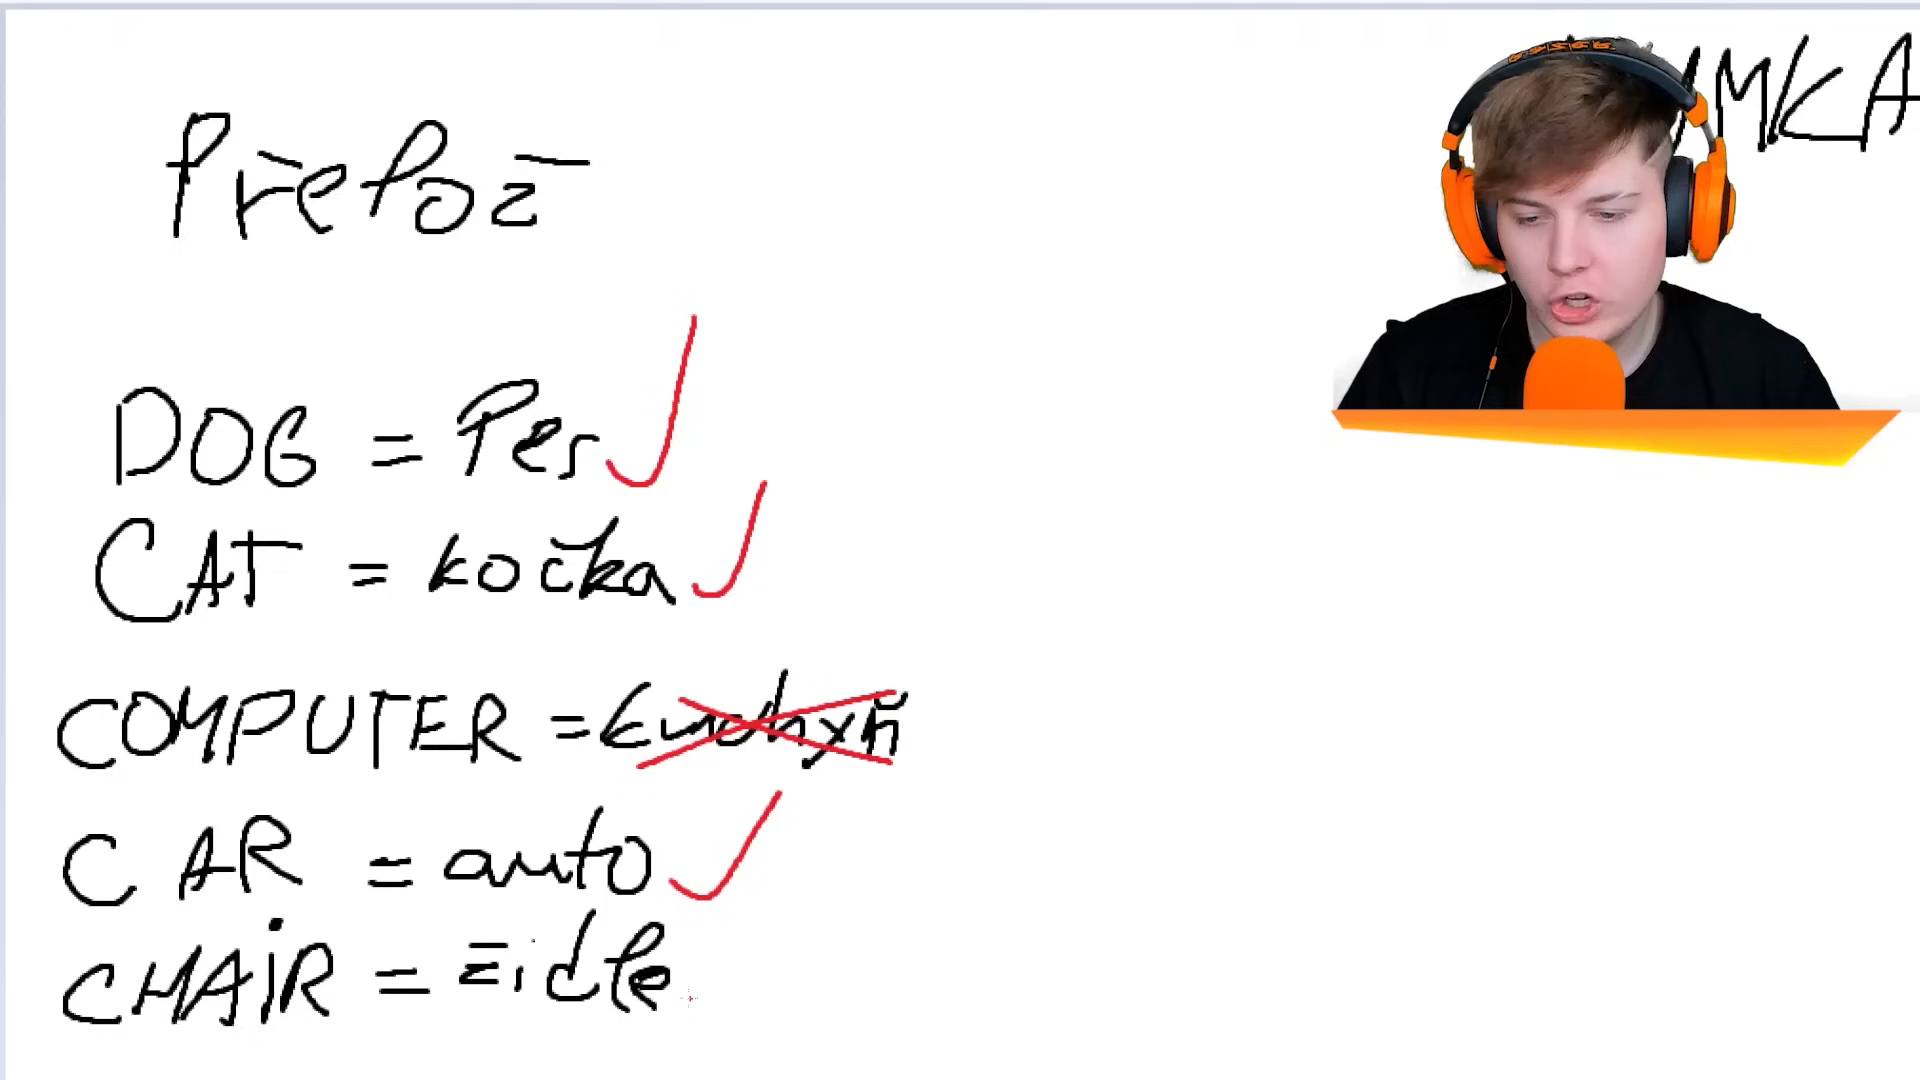 Přelož
DOG = Pes
CAT = kočka
COMPUTER =
CAR = auto
CHAiR = židle